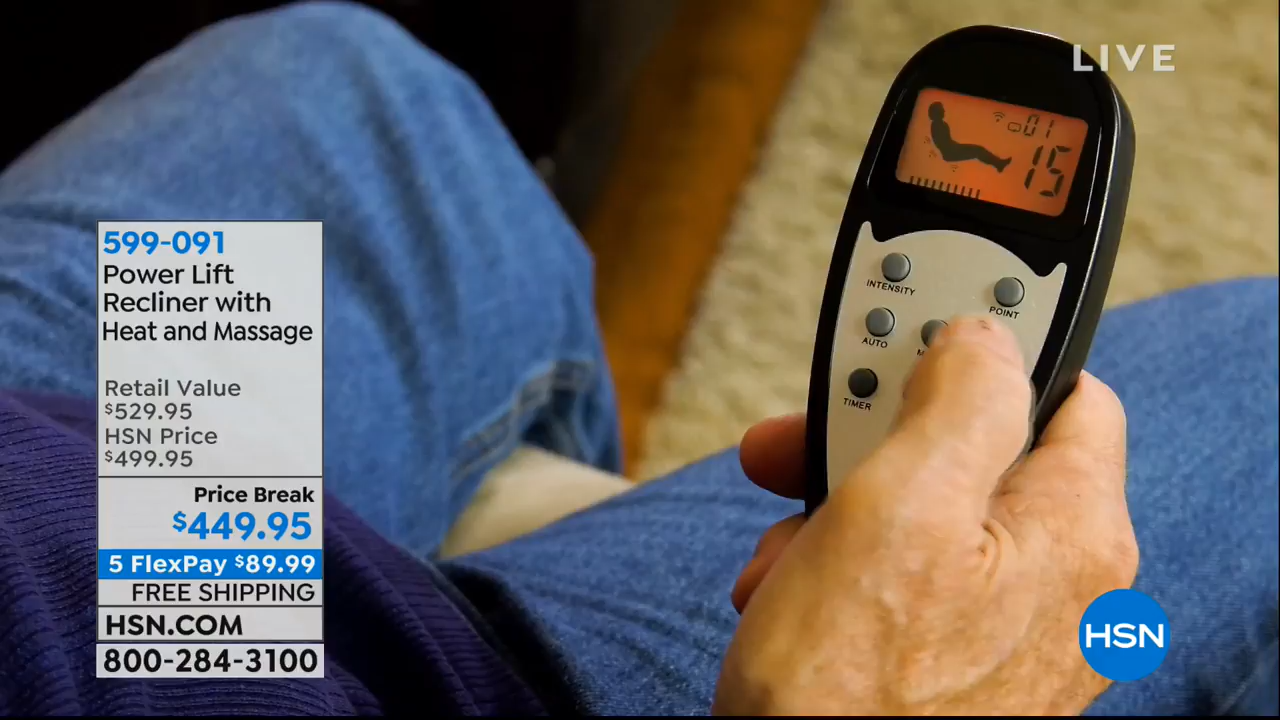 LIVE
01
15
INTENSITY
POINT
AUTO
TIMER
599-091
Power Lift
Recliner with
Heat and Massage
Retail Value
$529.95
HSN Price
$499.95
Price Break
$449.95
5 FlexPay $89.99
FREE SHIPPING
HSN.COM
800-284-3100
HSN